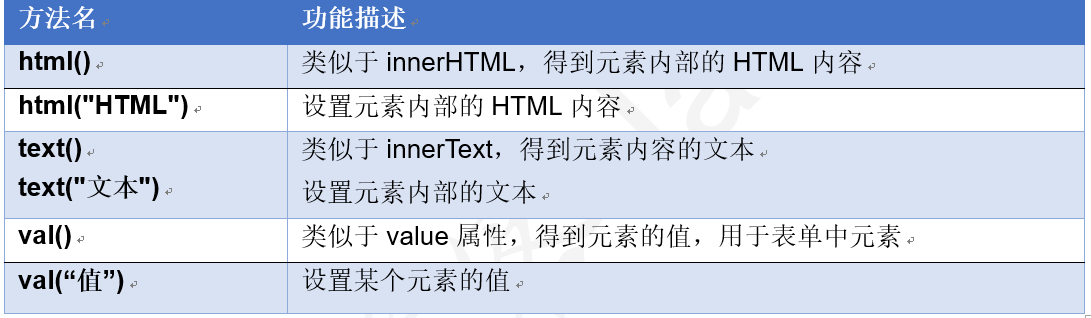 方法名 功能描述
html() 类似于 innerHTML，得到元素内部的 HTML 内容
html("HTML") 设置元素内部的 HTML 内容
text() 类似于 innerText，得到元素内容的文本
text("文本") 设置元素内部的文本
val() 类似于 value 属性，得到元素的值，用于表单中元素
val(“值”) 设置某个元素的值